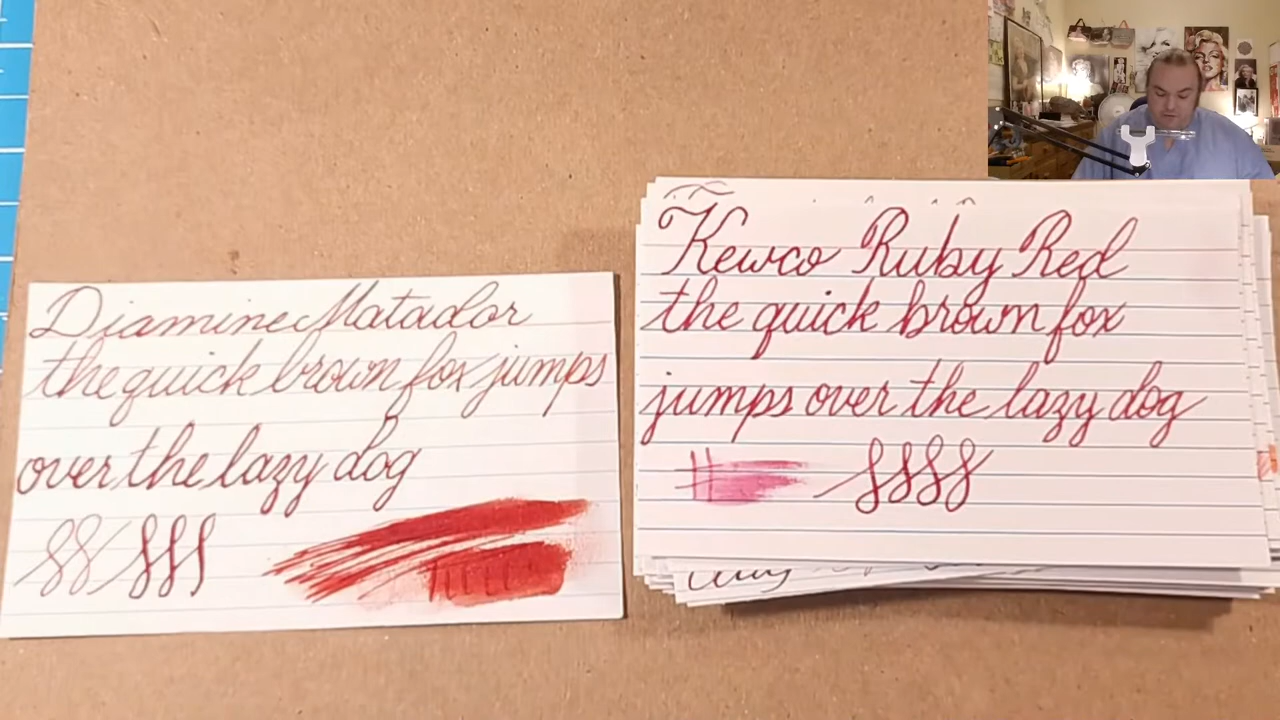 Diamine Matador
the quick brown fox jumps
over the lazy dog
Kewco Ruby Red
the quick brown fox
jumps over the lazy dog